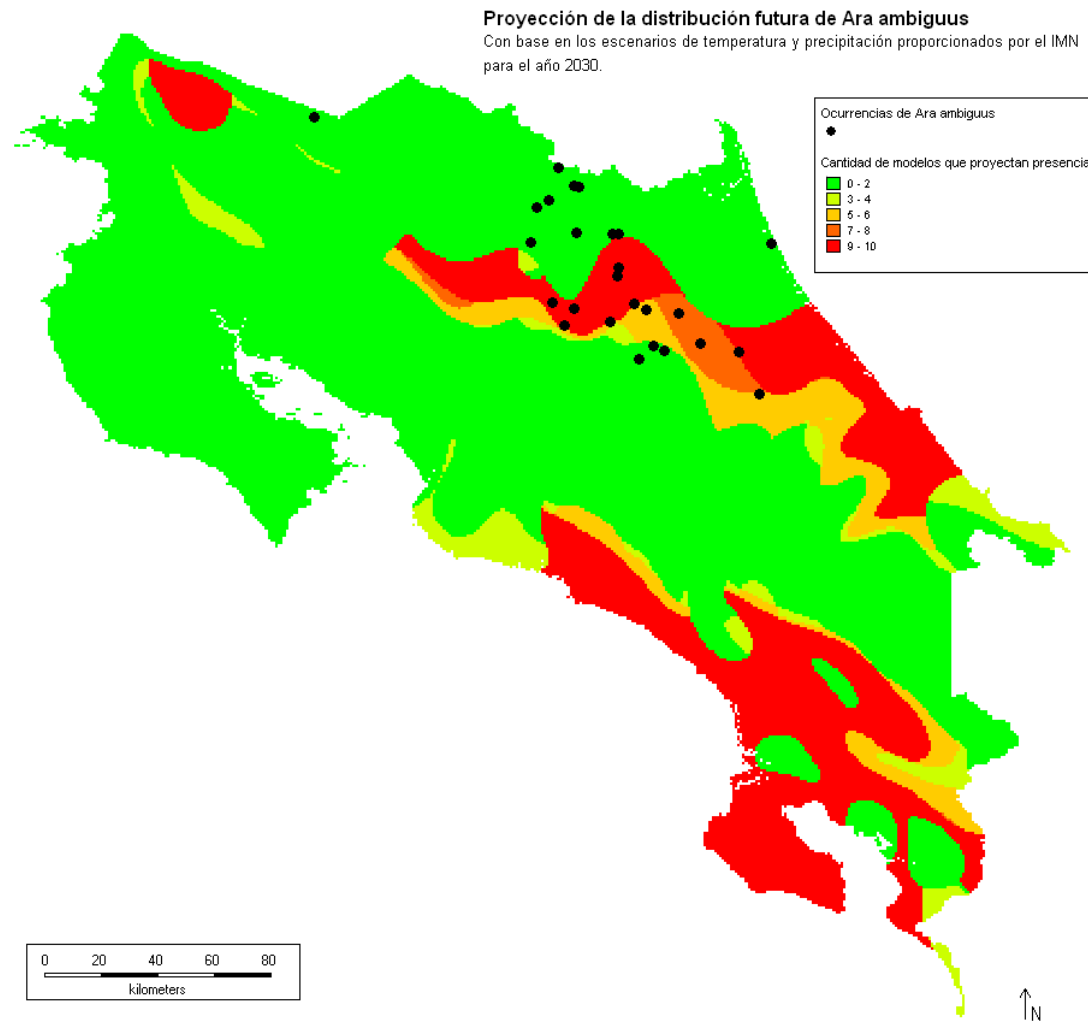 Proyección de la distribución futura de Ara ambiguus
Con base en los escenarios de temperatura y precipitación proporcionados por el IMN
para el año 2030.
Ocurrencias de Ara ambiguus
Cantidad de modelos que proyectan presencia
0 - 2
3 - 4
5 - 6
7 - 8
9 - 10
0 20 40 60 80
kilometers
N